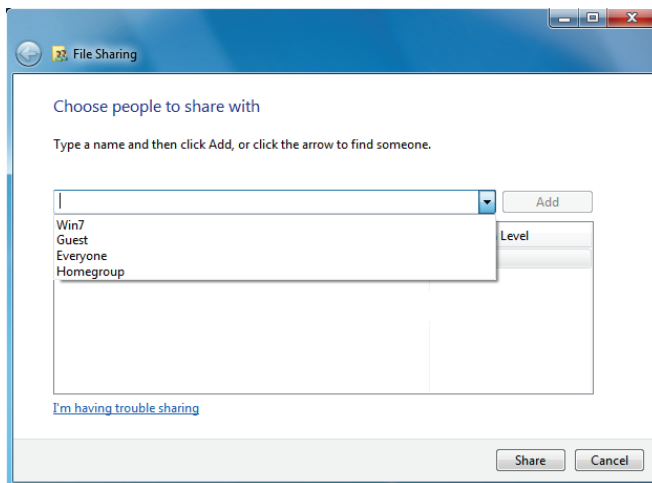 File Sharing
Choose people to share with
Type a name and then click Add, or click the arrow to find someone.
Add
Win7
Guest
Everyone
Homegroup
Level
I'm having trouble sharing
Share Cancel